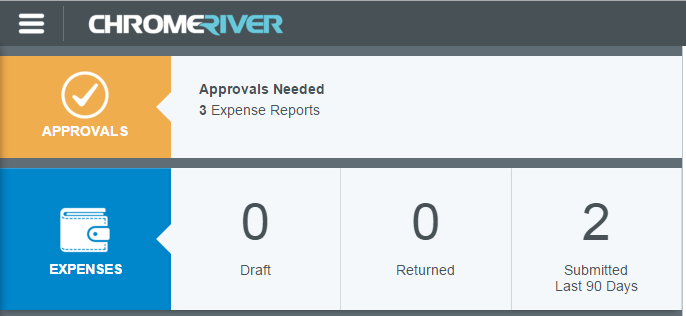 CHROMERIVER
APPROVALS
Approvals Needed
3 Expense Reports
EXPENSES
0
Draft
0
Returned
2
Submitted
Last 90 Days